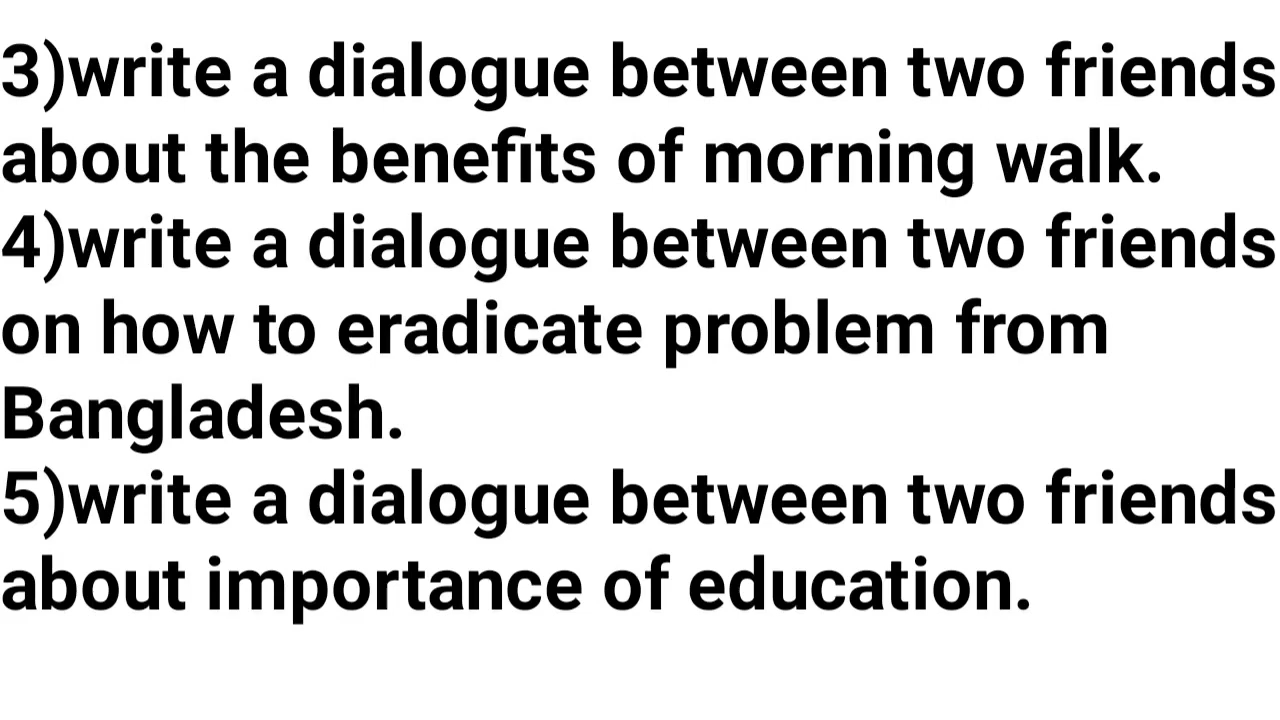 3)write a dialogue between two friends
about the benefits of morning walk.
4)write a dialogue between two friends
on how to eradicate problem from
Bangladesh.
5)write a dialogue between two friends
about importance of education.